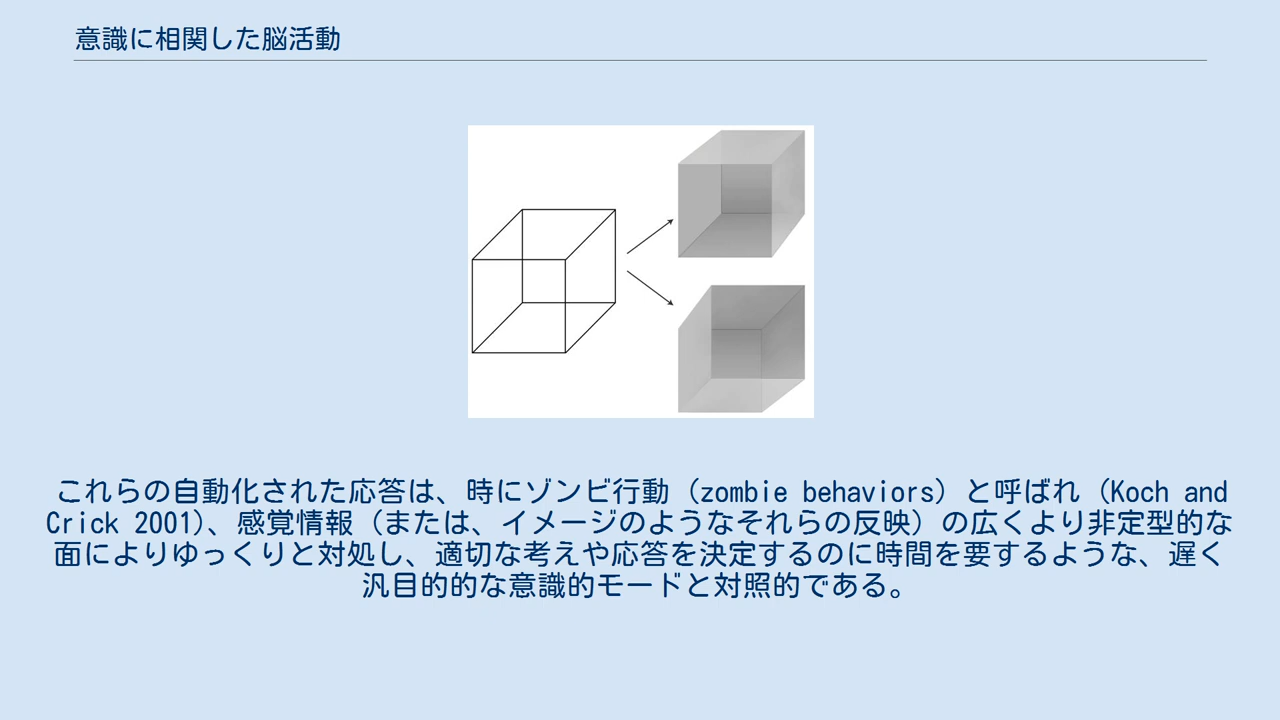 意識に相関した脳活動
これらの自動化された応答は、時にゾンビ行動（zombie behaviors）と呼ばれ（Koch and
Crick 2001)、感覚情報（または、イメージのようなそれらの反映）の広くより非定型的な
面によりゆっくりと対処し、適切な考えや応答を決定するのに時間を要するような、遅く
汎目的的な意識的モードと対照的である。